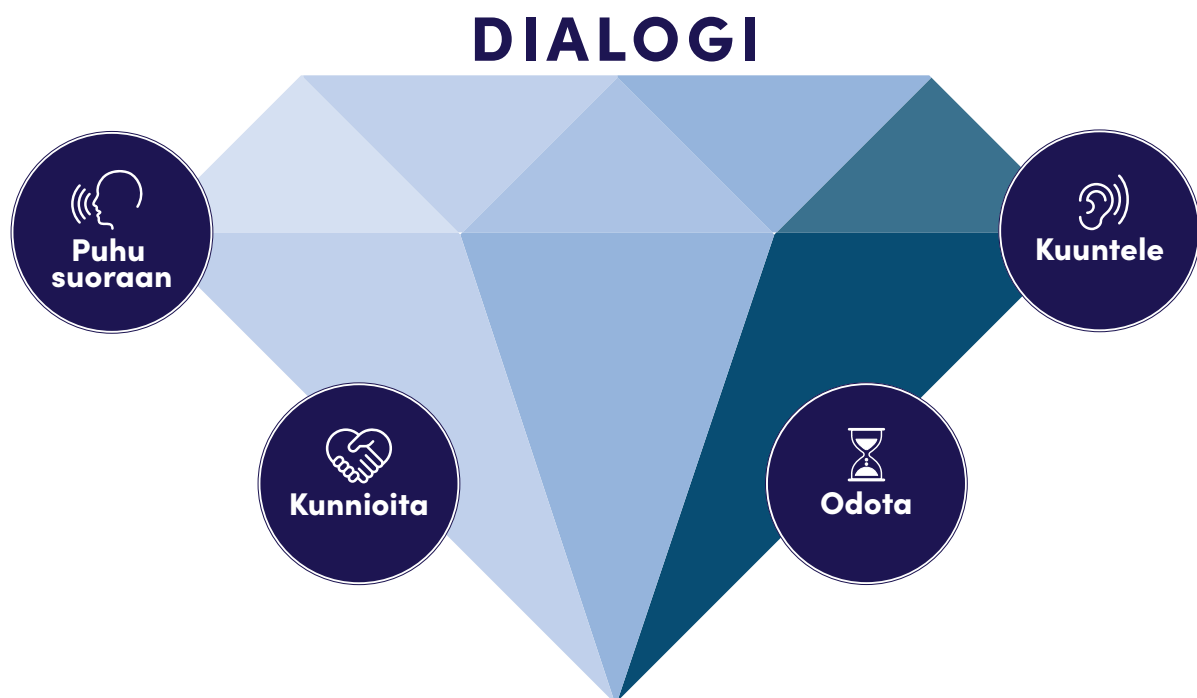 DIALOGI
Puhu
suoraan
Kuuntele
Kunnioita
Odota